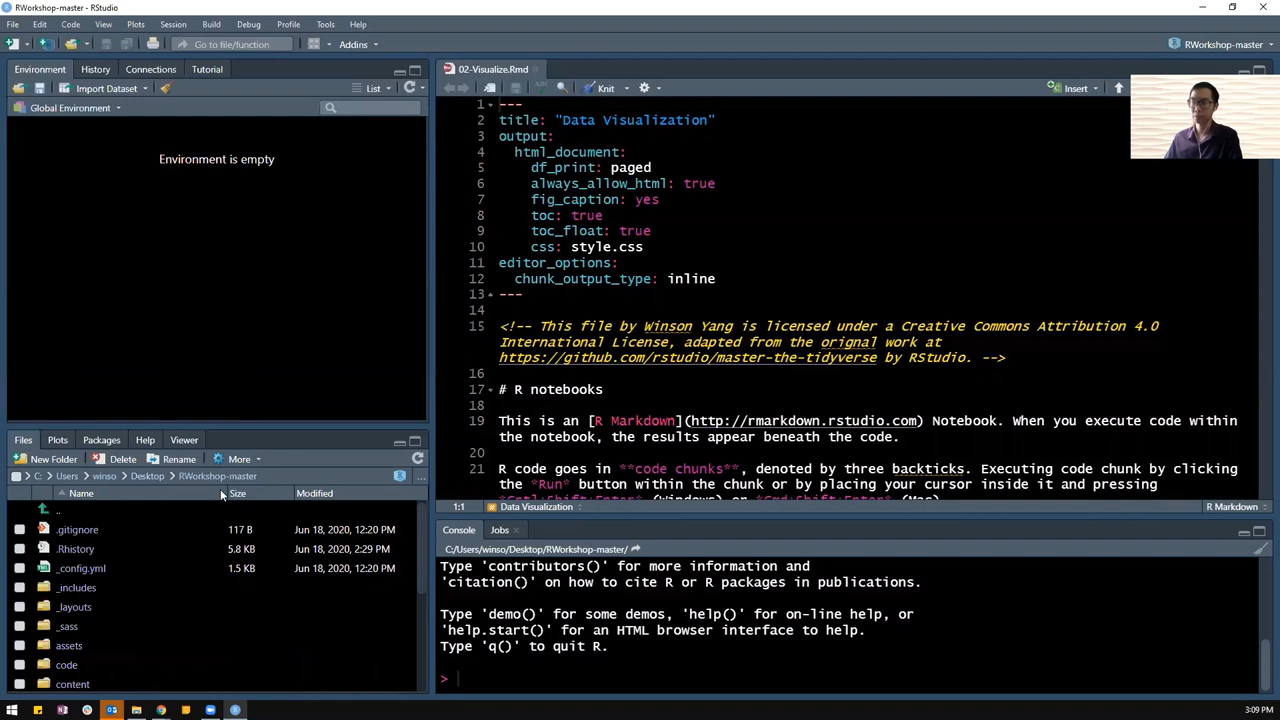 RWorkshop-master - RStudio
File Edit Code View Plots Session Build Debug Profile Tools Help
Go to file/function Addins RWorkshop-master
Environment History Connections Tutorial
Import Dataset List
Global Environment
Environment is empty
Files Plots Packages Help Viewer
New Folder Delete Rename More
C: Users winso Desktop RWorkshop-master ...
Name Size Modified
..
.gitignore 117 B Jun 18, 2020, 12:20 PM
.Rhistory 5.8 KB Jun 18, 2020, 2:29 PM
_config.yml 1.5 KB Jun 18, 2020, 12:20 PM
_includes
_layouts
_sass
assets
code
content
02-Visualize.Rmd
Knit Insert
1 ---
2 title: "Data Visualization"
3 output:
4 html_document:
5 df_print: paged
6 always_allow_html: true
7 fig_caption: yes
8 toc: true
9 toc_float: true
10 css: style.css
11 editor_options:
12 chunk_output_type: inline
13 ---
14
15 <!-- This file by Winson Yang is licensed under a Creative Commons Attribution 4.0
International License, adapted from the orignal work at
https://github.com/rstudio/master-the-tidyverse by RStudio. -->
16
17 # R notebooks
18
19 This is an [R Markdown](http://rmarkdown.rstudio.com) Notebook. When you execute code within
the notebook, the results appear beneath the code.
20
21 R code goes in **code chunks**, denoted by three backticks. Executing code chunk by clicking
the *Run* button within the chunk or by placing your cursor inside it and pressing
*Cntl+Shift+Enter* (Windows) or *Cmd+Shift+Enter* (Mac)
1:1 # Data Visualization R Markdown
Console Jobs
C:/Users/winso/Desktop/RWorkshop-master/
Type 'contributors()' for more information and
'citation()' on how to cite R or R packages in publications.
Type 'demo()' for some demos, 'help()' for on-line help, or
'help.start()' for an HTML browser interface to help.
Type 'q()' to quit R.
>
3:09 PM